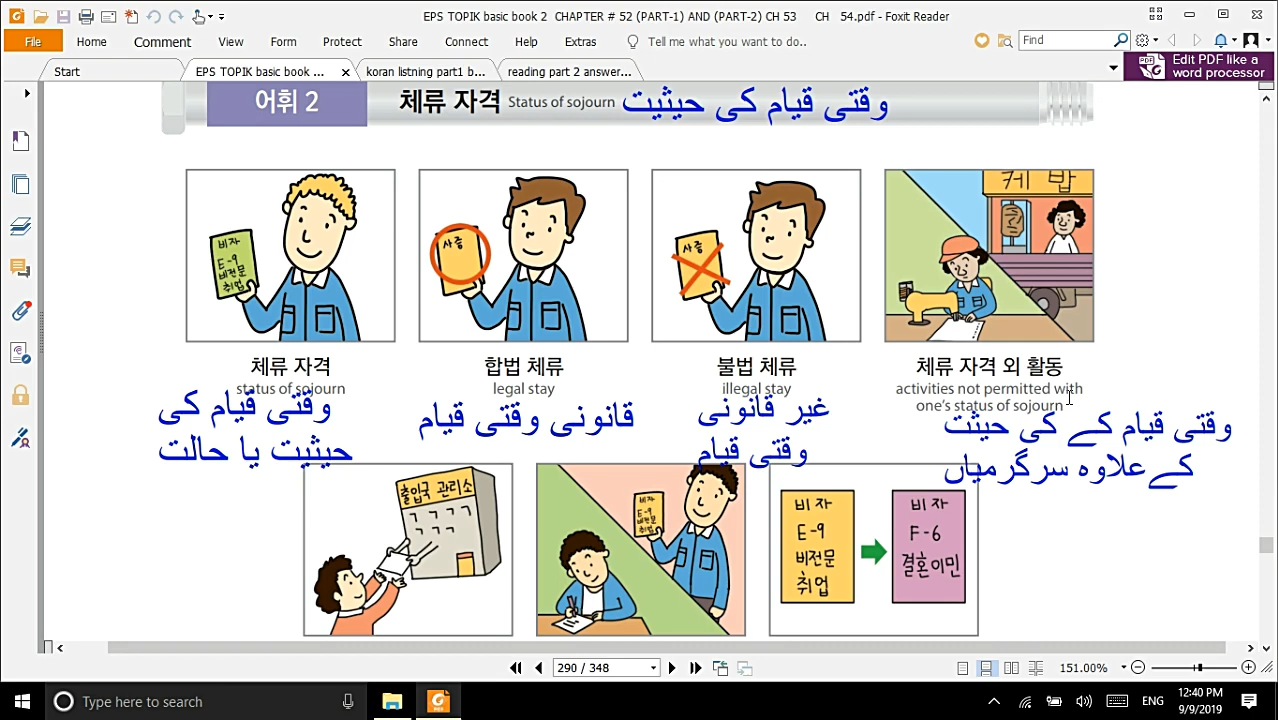 EPS TOPIK basic book 2 CHAPTER # 52 (PART-1) AND (PART-2) CH 53 CH 54.pdf - Foxit Reader
File Home Comment View Form Protect Share Connect Help Extras Tell me what you want to do.. Find
Start EPS TOPIK basic book ... koran listning part1 b... reading part 2 answer... Edit PDF like a
word processor
어휘 2 체류 자격 Status of sojourn وقتی قیام کی حیثیت
비자
E-9
비전문
취업
사증
사증
케밥
체류 자격
status of sojourn
وقتی قیام کی
حیثیت یا حالت
합법 체류
legal stay
قانونی وقتی قیام
불법 체류
illegal stay
غیر قانونی
وقتی قیام
체류 자격 외 활동
activities not permitted with
one's status of sojourn
وقتی قیام کے کی حیثت
کےعلاوہ سرگرمیاں
출입국 관리소
비자
E-9
비전문
취업
비자
E-9
비전문
취업
비자
F-6
결혼이민
290 / 348 151.00%
Type here to search ENG 12:40 PM
9/9/2019